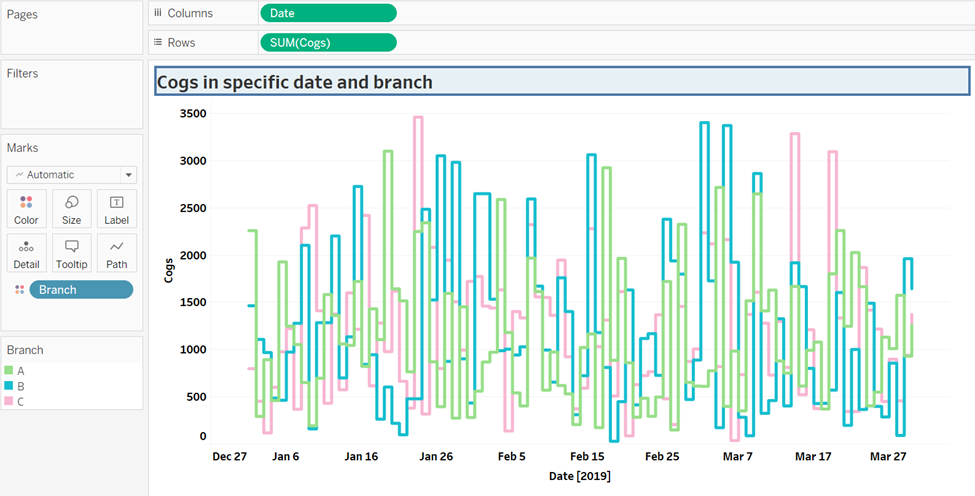 Pages
Columns
Date
Rows
SUM(Cogs)
Filters
Marks
Automatic
Color
Size
Label
Detail
Tooltip
Path
Branch
Branch
A
B
C
Cogs in specific date and branch
3500
3000
2500
2000
1500
1000
500
0
Cogs
Dec 27
Jan 6
Jan 16
Jan 26
Feb 5
Feb 15
Feb 25
Mar 7
Mar 17
Mar 27
Date [2019]